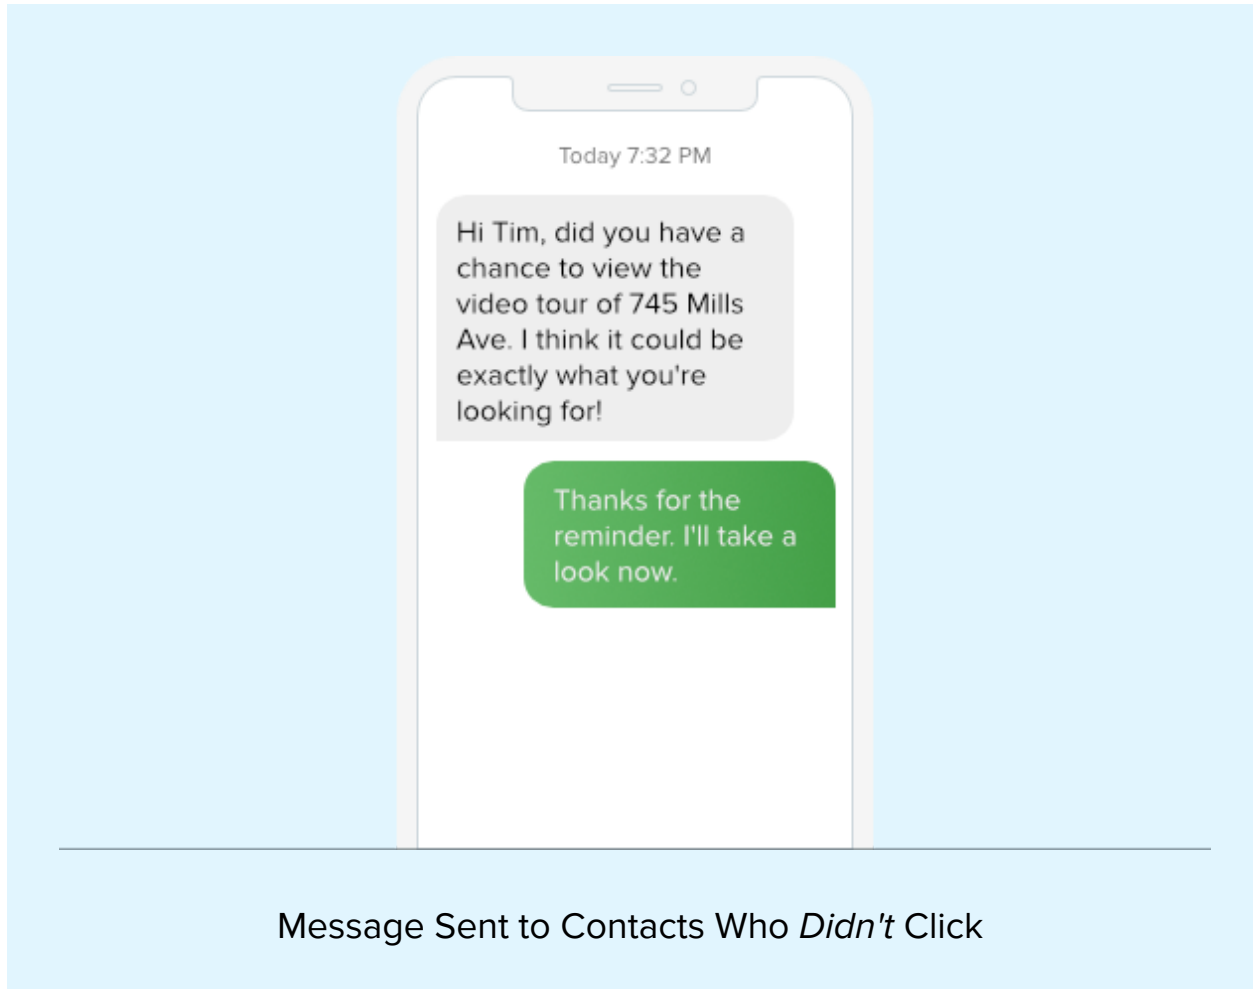 Today 7:32 PM
Hi Tim, did you have a
chance to view the
video tour of 745 Mills
Ave. I think it could be
exactly what you're
looking for!
Thanks for the
reminder. I'll take a
look now.
Message Sent to Contacts Who Didn't Click